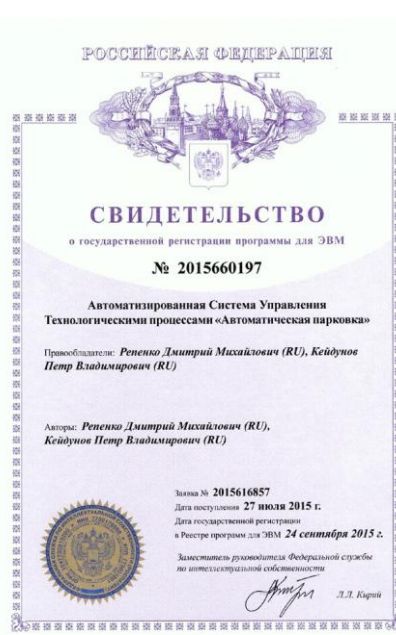 РОССИЙСКАЯ ФЕДЕРАЦИЯ
СВИДЕТЕЛЬСТВО
о государственной регистрации программы для ЭВМ
№ 2015660197
Автоматизированная Система Управления
Технологическими процессами «Автоматическая парковка»
Правообладатели: Репенко Дмитрий Михайлович (RU), Кейдунов
Петр Владимирович (RU)
Авторы: Репенко Дмитрий Михайлович (RU),
Кейдунов Петр Владимирович (RU)
Заявка № 2015616857
Дата поступления 27 июля 2015 г.
Дата государственной регистрации
в Реестре программ для ЭВМ 24 сентября 2015 г.
Заместитель руководителя Федеральной службы
по интеллектуальной собственности
Л.Л. Кирий